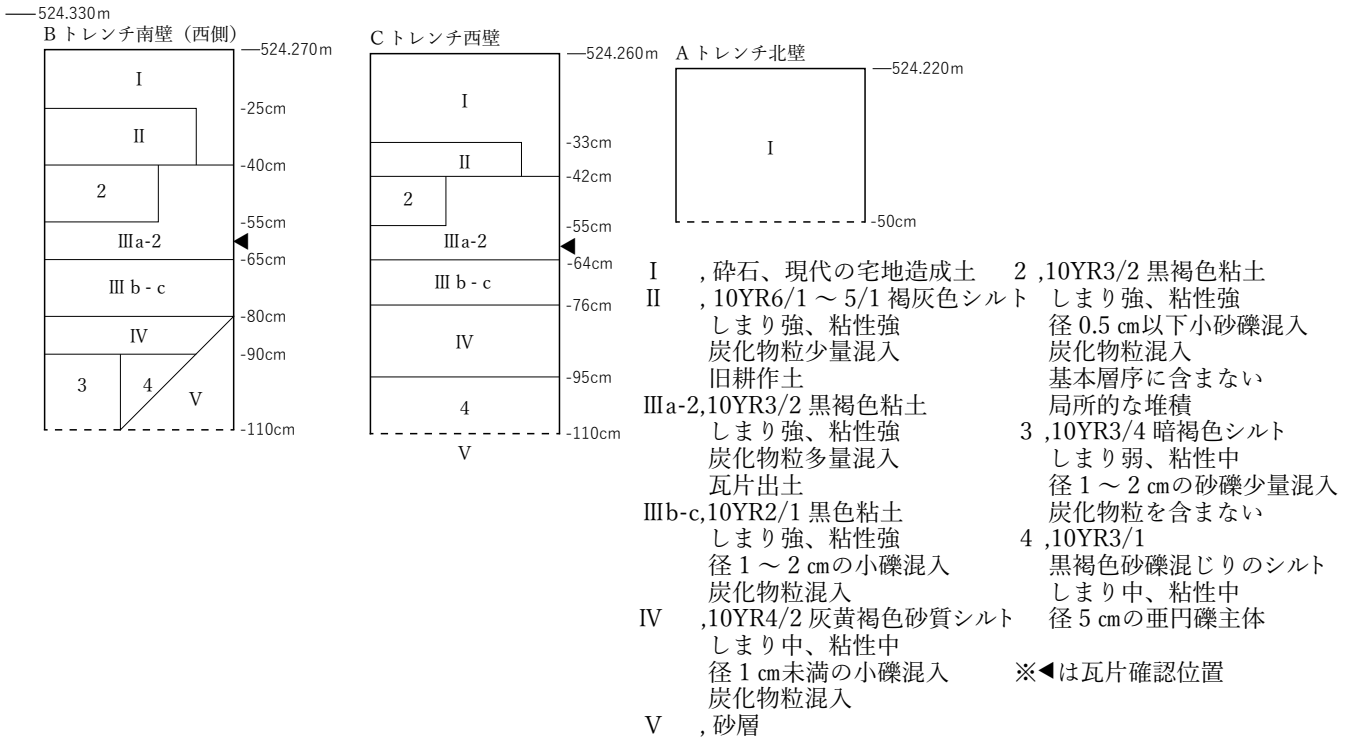 524.330m
Bトレンチ南壁（西側）
524.270m
Ⅰ
-25cm
Ⅱ
-40cm
2
-55cm
Ⅲa-2
-65cm
Ⅲ b - c
-80cm
Ⅳ
-90cm
3
4
Ⅴ
-110cm
Cトレンチ西壁
524.260m
Ⅰ
-33cm
Ⅱ
-42cm
2
-55cm
Ⅲa-2
-64cm
Ⅲ b - c
-76cm
Ⅳ
-95cm
4
-110cm
Ⅴ
Aトレンチ北壁
524.220m
Ⅰ
-50cm
Ⅰ , 砕石、現代の宅地造成土
Ⅱ , 10YR6/1 ～ 5/1 褐灰色シルト
しまり強、粘性強
炭化物粒少量混入
旧耕作土
Ⅲa-2,10YR3/2 黒褐色粘土
しまり強、粘性強
炭化物粒多量混入
瓦片出土
Ⅲb-c,10YR2/1 黒色粘土
しまり強、粘性強
径 1 ～ 2 ㎝の小礫混入
炭化物粒混入
Ⅳ ,10YR4/2 灰黄褐色砂質シルト
しまり中、粘性中
径 1 ㎝未満の小礫混入
炭化物粒混入
Ⅴ , 砂層
2 ,10YR3/2 黒褐色粘土
しまり強、粘性強
径 0.5 ㎝以下小砂礫混入
炭化物粒混入
基本層序に含まない
局所的な堆積
3 ,10YR3/4 暗褐色シルト
しまり弱、粘性中
径 1 ～ 2 ㎝の砂礫少量混入
炭化物粒を含まない
4 ,10YR3/1
黒褐色砂礫混じりのシルト
しまり中、粘性中
径 5 ㎝の亜円礫主体
※◀は瓦片確認位置